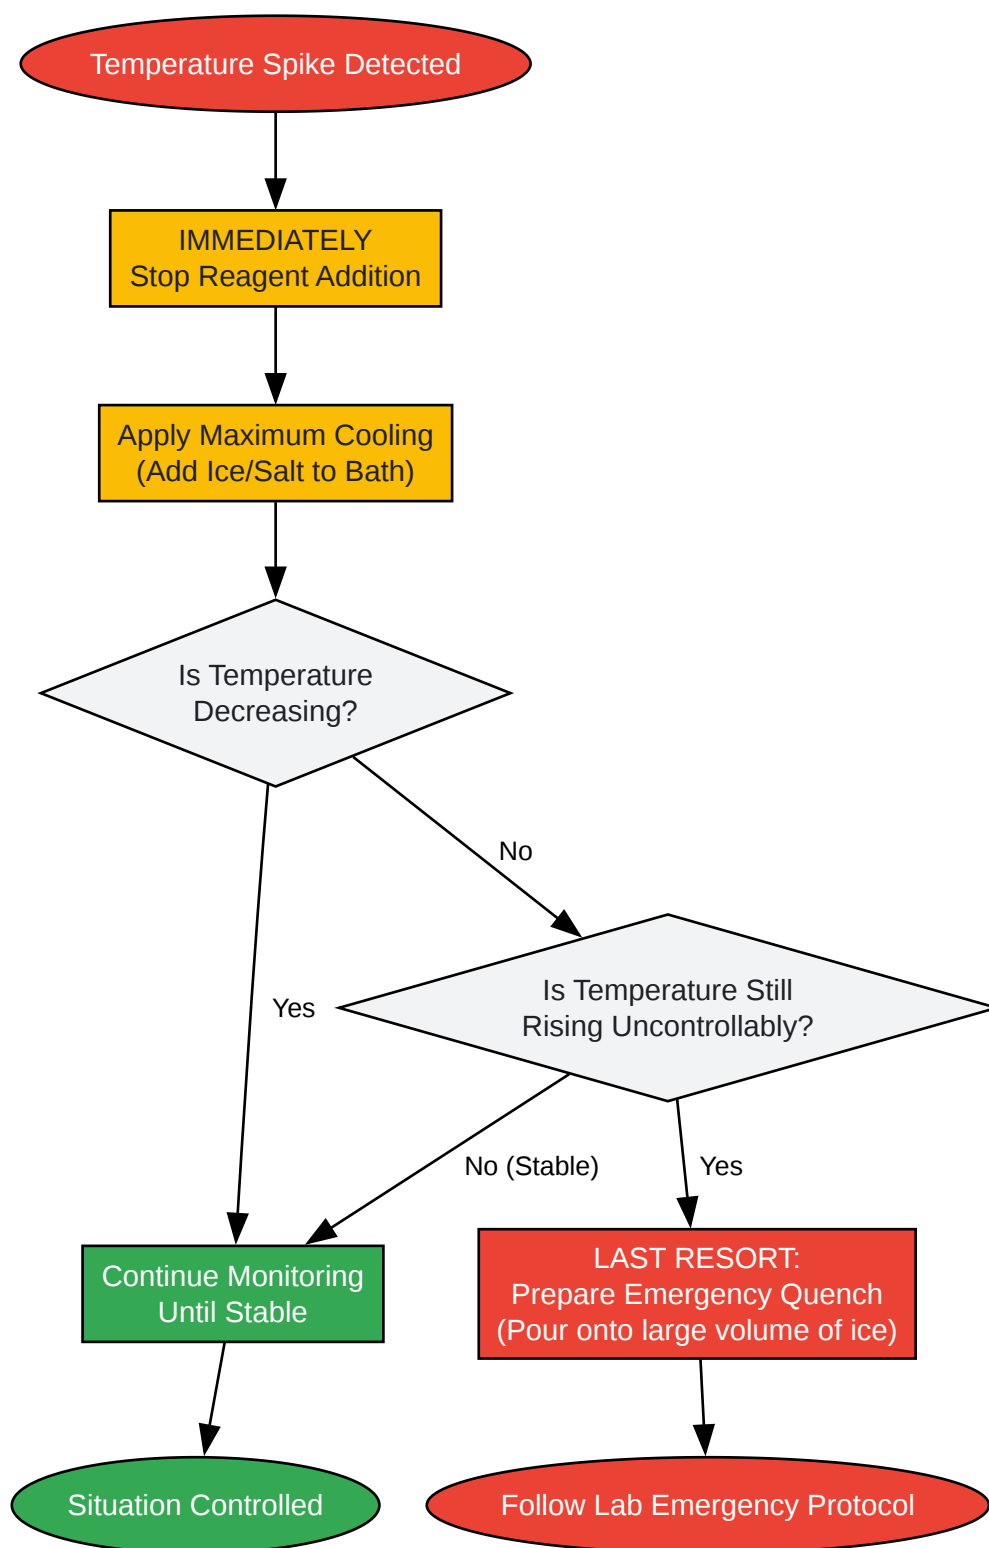 Temperature Spike Detected
IMMEDIATELY
Stop Reagent Addition
Apply Maximum Cooling
(Add Ice/Salt to Bath)
Is Temperature
Decreasing?
No
Yes
Is Temperature Still
Rising Uncontrollably?
No (Stable)
Yes
Continue Monitoring
Until Stable
LAST RESORT:
Prepare Emergency Quench
(Pour onto large volume of ice)
Situation Controlled
Follow Lab Emergency Protocol